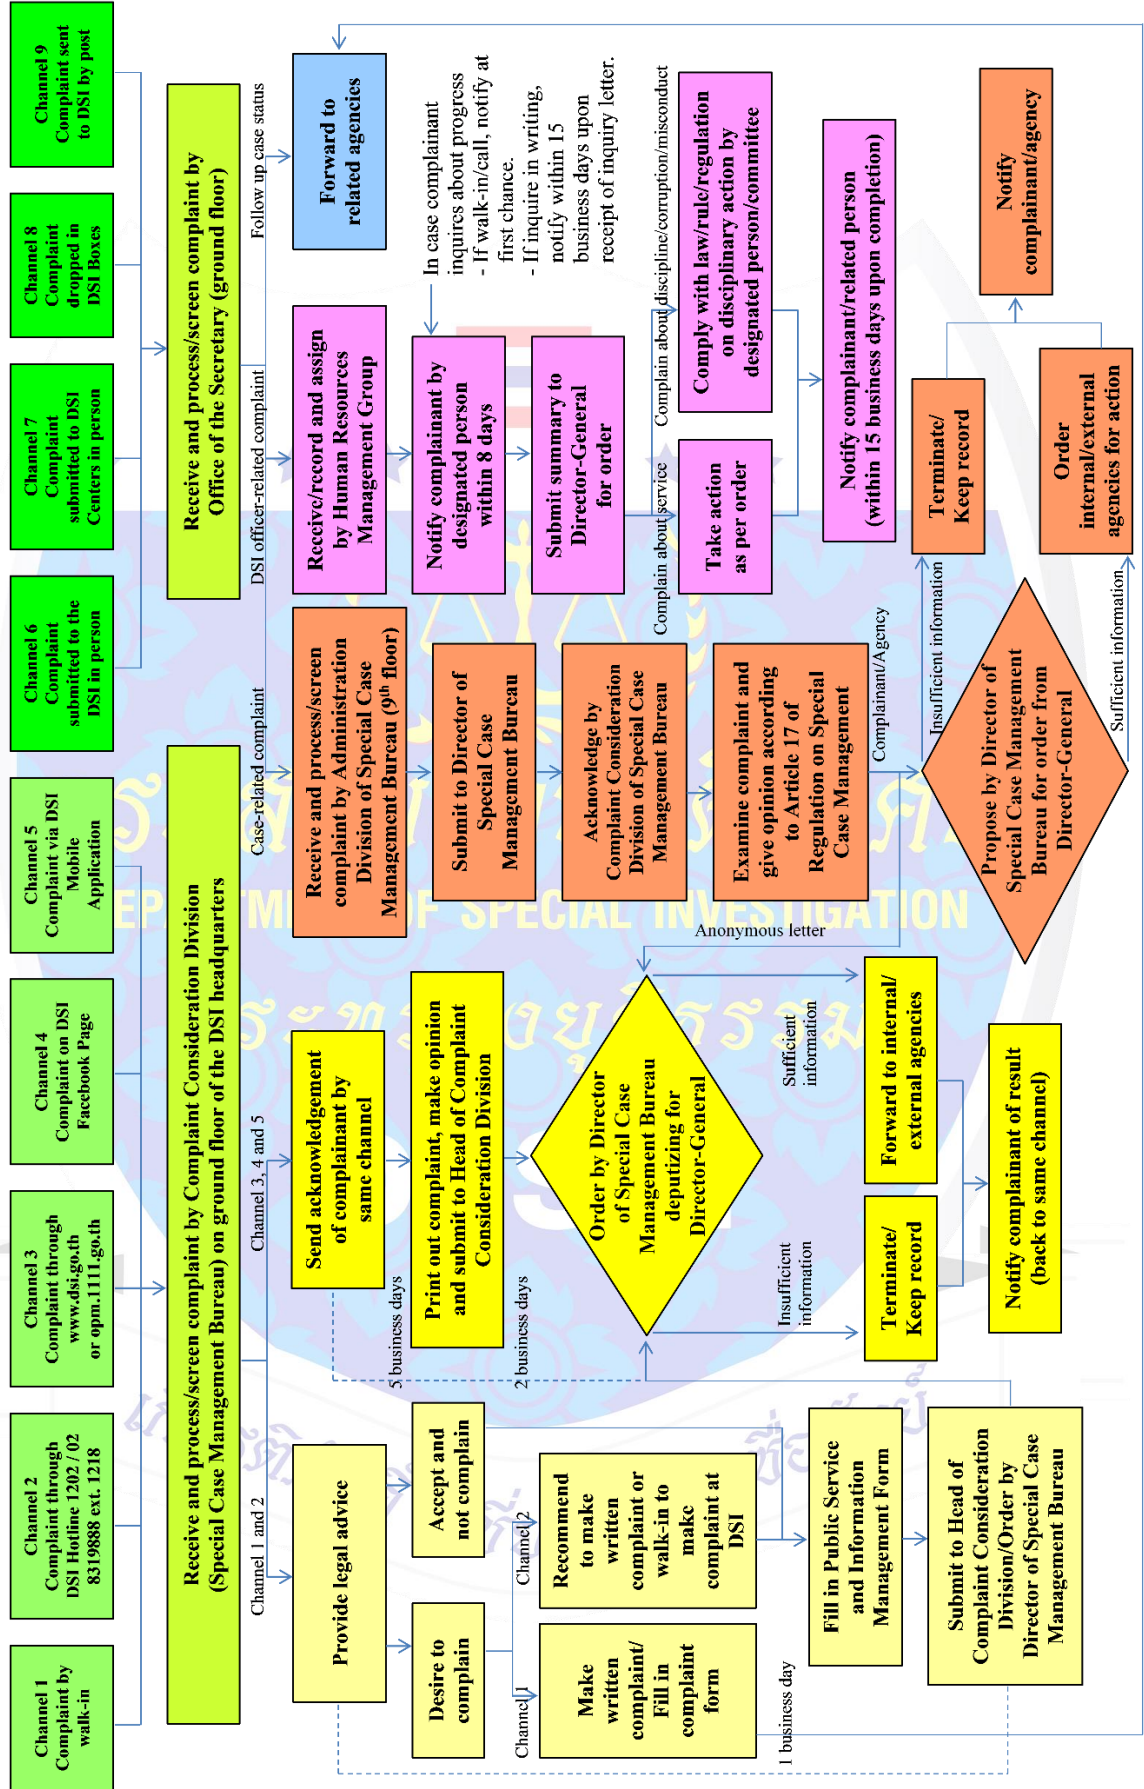 Channel 1
Complaint by
walk-in
Channel 2
Complaint through
DSI Hotline 1202 / 02
8319888 ext. 1218
Channel 3
Complaint through
www.dsi.go.th
or opm.1111.go.th
Channel 4
Complaint on DSI
Facebook Page
Channel 5
Complaint via DSI
Mobile
Application
Channel 6
Complaint
submitted to the
DSI in person
Channel 7
Complaint
submitted to DSI
Centers in person
Channel 8
Complaint
dropped in
DSI Boxes
Channel 9
Complaint sent
to DSI by post
Receive and process/screen complaint by Complaint Consideration Division
(Special Case Management Bureau) on ground floor of the DSI headquarters
Receive and process/screen complaint by
Office of the Secretary (ground floor)
Channel 1 and 2
Channel 3, 4 and 5
Case-related complaint
DSI officer-related complaint
Follow up case status
Provide legal advice
Desire to
complain
Accept and
not complain
Channel 1
Channel 2
Make
written
complaint/
Fill in
complaint
form
Recommend
to make
written
complaint or
walk-in to
make
complaint at
DSI
1 business day
Fill in Public Service
and Information
Management Form
Submit to Head of
Complaint Consideration
Division/Order by
Director of Special Case
Management Bureau
Send acknowledgement
of complainant by
same channel
5 business days
Print out complaint, make opinion
and submit to Head of Complaint
Consideration Division
2 business days
Order by Director
of Special Case
Management Bureau
deputizing for
Director-General
Insufficient
information
Sufficient
information
Terminate/
Keep record
Forward to internal/
external agencies
Notify complainant of result
(back to same channel)
Receive and process/screen
complaint by Administration
Division of Special Case
Management Bureau (9th floor)
Submit to Director of
Special Case
Management Bureau
Acknowledge by
Complaint Consideration
Division of Special Case
Management Bureau
Examine complaint and
give opinion according
to Article 17 of
Regulation on Special
Case Management
Anonymous letter
Complainant/Agency
Propose by Director of
Special Case Management
Bureau for order from
Director-General
Insufficient information
Sufficient information
Terminate/
Keep record
Order
internal/external
agencies for action
Notify
complainant/agency
Receive/record and assign
by Human Resources
Management Group
Notify complainant by
designated person
within 8 days
Submit summary to
Director-General
for order
Complain about service
Complain about discipline/corruption/misconduct
Take action
as per order
Comply with law/rule/regulation
on disciplinary action by
designated person/committee
Notify complainant/related person
(within 15 business days upon completion)
Forward to
related agencies
In case complainant
inquires about progress
- If walk-in/call, notify at
first chance.
- If inquire in writing,
notify within 15
business days upon
receipt of inquiry letter.
DEPARTMENT OF SPECIAL INVESTIGATION